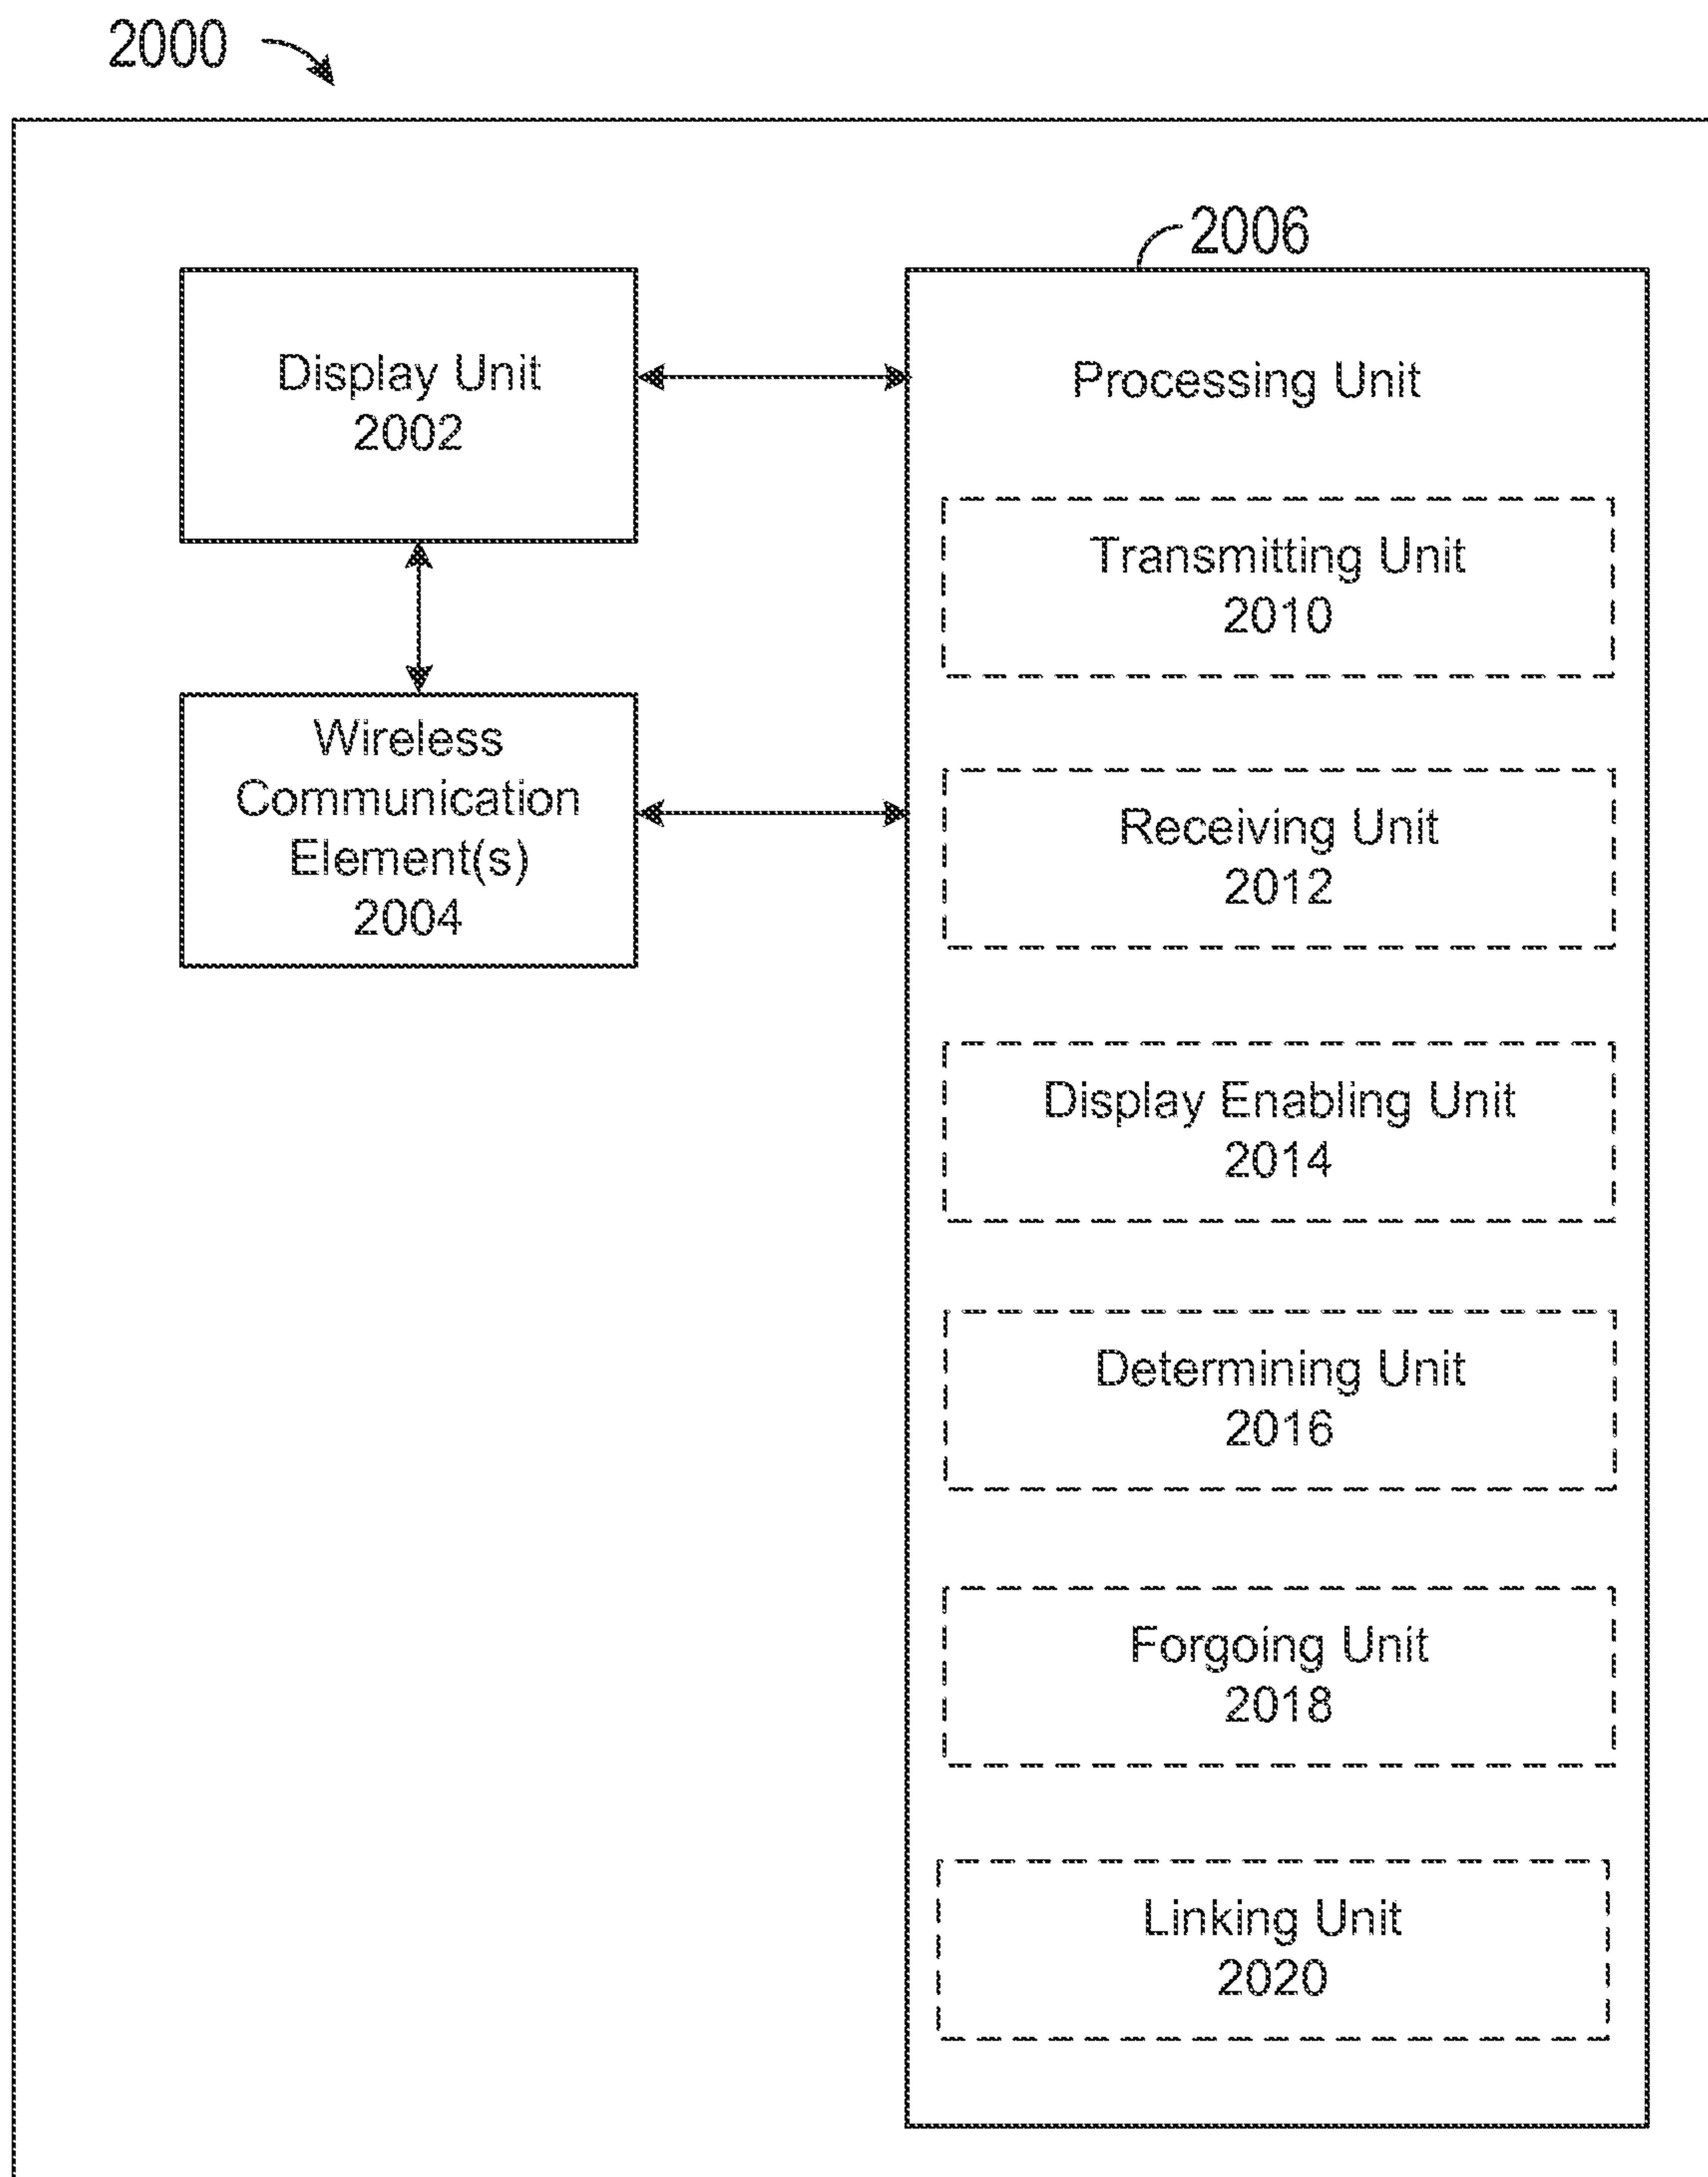 2000
2006
Display Unit
2002
Wireless
Communication
Element(s)
2004
Processing Unit
Transmitting Unit
2010
Receiving Unit
2012
Display Enabling Unit
2014
Determining Unit
2016
Forgoing Unit
2018
Linking Unit
2020